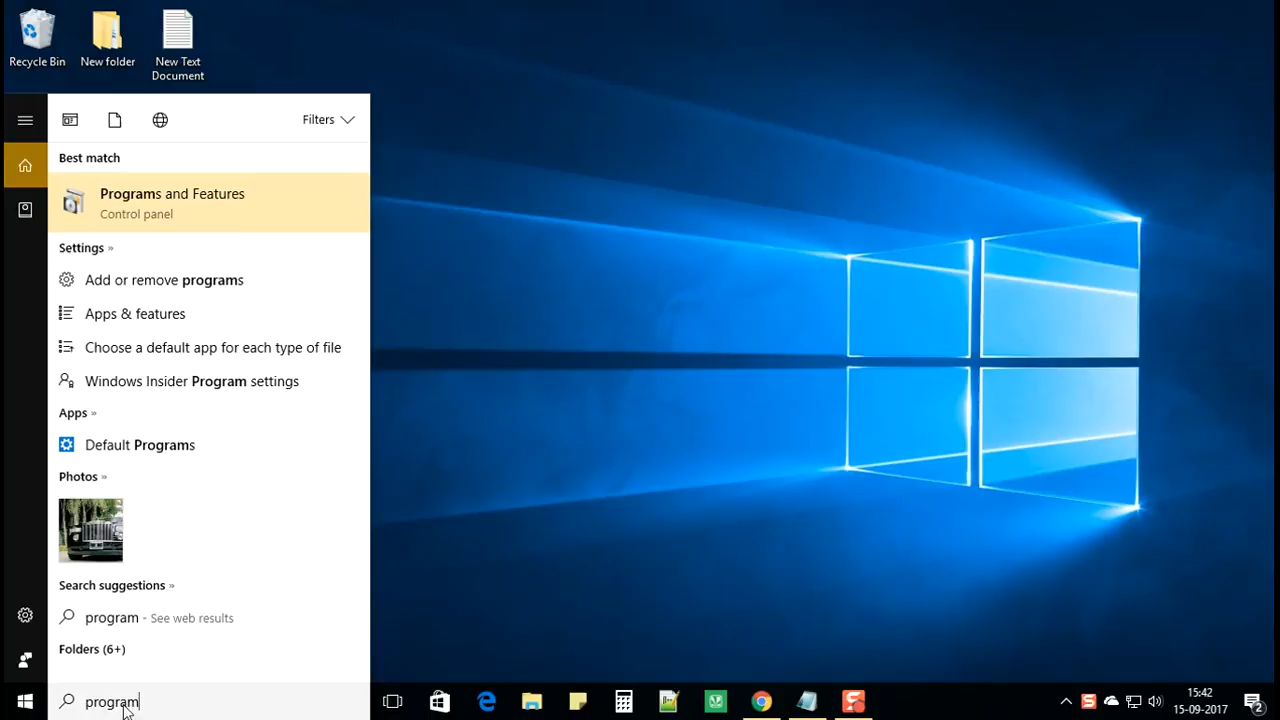 Recycle Bin
New folder
New Text
Document
Filters
Best match
Programs and Features
Control panel
Settings »
Add or remove programs
Apps & features
Choose a default app for each type of file
Windows Insider Program settings
Apps »
Default Programs
Photos »
Search suggestions »
program - See web results
Folders (6+)
program
15:42
15-09-2017
2